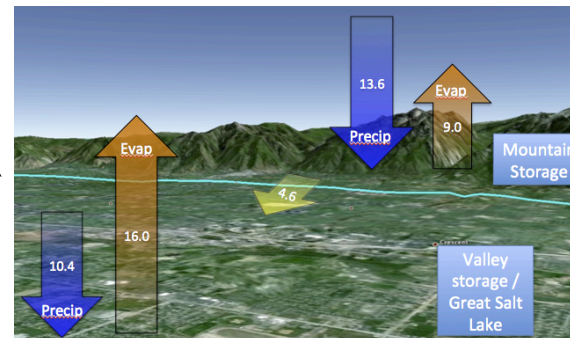 13.6
Precip
Evap
9.0
Mountain
Storage
Evap
16.0
4.6
10.4
Precip
Crescent
Valley
storage /
Great Salt
Lake